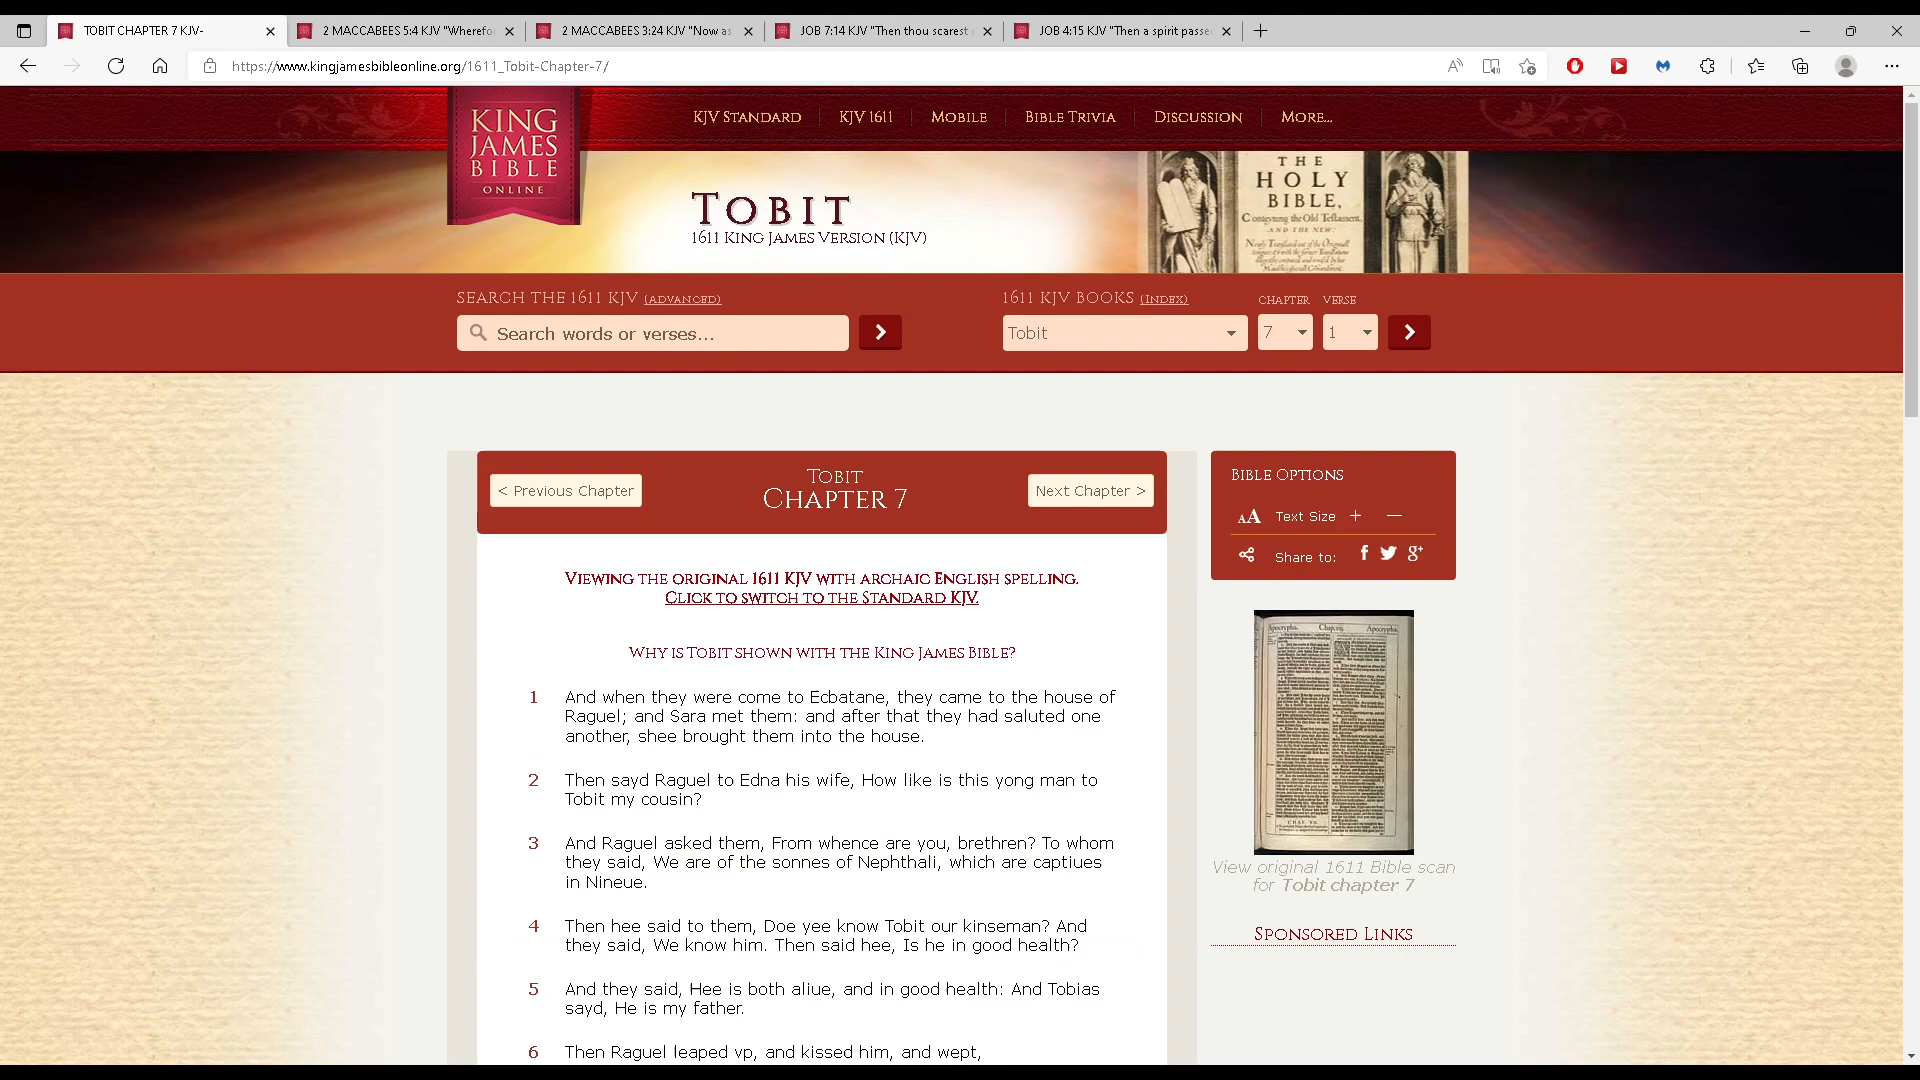 TOBIT CHAPTER 7 KJV-
2 MACCABEES 5:4 KJV "Wherefor
2 MACCABEES 3:24 KJV "Now as
JOB 7:14 KJV "Then thou scarest
JOB 4:15 KJV "Then a spirit passe
https://www.kingjamesbibleonline.org/1611_Tobit-Chapter-7/
KING
JAMES
BIBLE
ONLINE
KJV STANDARD
KJV 1611
MOBILE
BIBLE TRIVIA
DISCUSSION
MORE...
TOBIT
1611 KING JAMES VERSION (KJV)
THE
HOLY
BIBLE,
Conteyning the Old Testament,
AND THE NEW:
SEARCH THE 1611 KJV (ADVANCED)
Search words or verses...
1611 KJV BOOKS (INDEX)
CHAPTER
VERSE
Tobit
7
1
< Previous Chapter
TOBIT
CHAPTER 7
Next Chapter >
VIEWING THE ORIGINAL 1611 KJV WITH ARCHAIC ENGLISH SPELLING.
CLICK TO SWITCH TO THE STANDARD KJV.
WHY IS TOBIT SHOWN WITH THE KING JAMES BIBLE?
1 And when they were come to Ecbatane, they came to the house of
Raguel; and Sara met them: and after that they had saluted one
another, shee brought them into the house.
2 Then sayd Raguel to Edna his wife, How like is this yong man to
Tobit my cousin?
3 And Raguel asked them, From whence are you, brethren? To whom
they said, We are of the sonnes of Nephthali, which are captiues
in Nineue.
4 Then hee said to them, Doe yee know Tobit our kinseman? And
they said, We know him. Then said hee, Is he in good health?
5 And they said, Hee is both aliue, and in good health: And Tobias
sayd, He is my father.
6 Then Raguel leaped vp, and kissed him, and wept,
BIBLE OPTIONS
AA Text Size + —
Share to: f g+
Apocrypha. Chap.vii. Apocrypha.
View original 1611 Bible scan
for Tobit chapter 7
SPONSORED LINKS